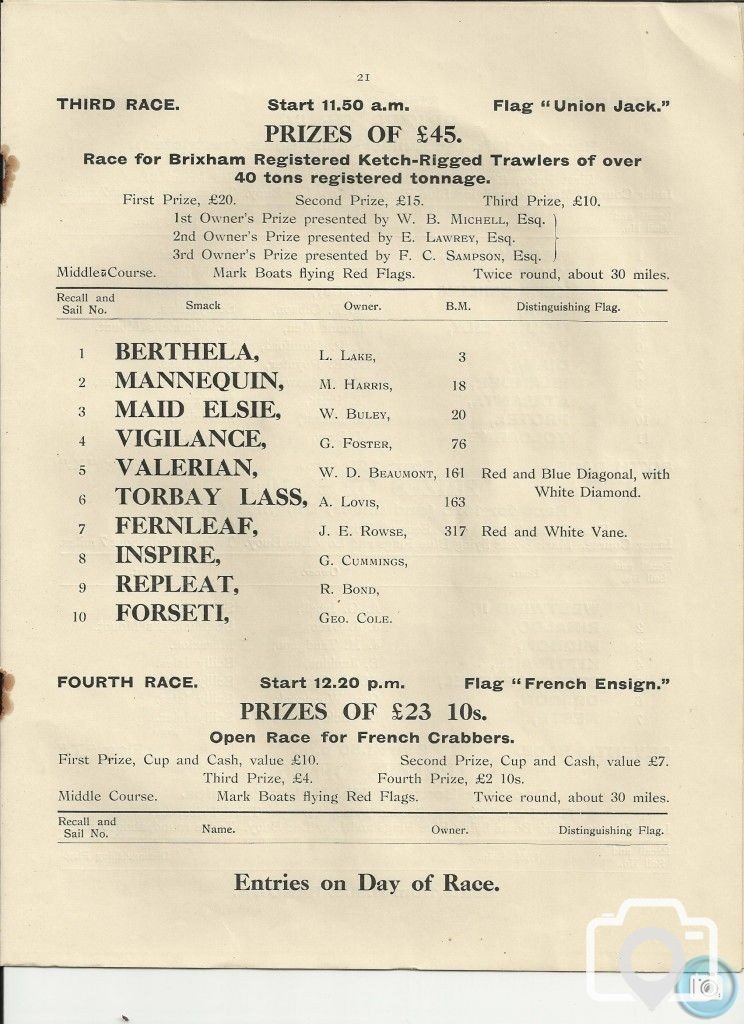 21
THIRD RACE. Start 11.50 a.m. Flag "Union Jack."
PRIZES OF £45.
Race for Brixham Registered Ketch-Rigged Trawlers of over
40 tons registered tonnage.
First Prize, £20. Second Prize, £15. Third Prize, £10.
1st Owner's Prize presented by W. B. MICHELL, Esq.
2nd Owner's Prize presented by E. LAWREY, Esq.
3rd Owner's Prize presented by F. C. SAMPSON, Esq.
Middle Course. Mark Boats flying Red Flags. Twice round, about 30 miles.
Recall and Sail No. Smack Owner. B.M. Distinguishing Flag.
1 BERTHELA, L. LAKE, 3
2 MANNEQUIN, M. HARRIS, 18
3 MAID ELSIE, W. BULEY, 20
4 VIGILANCE, G. FOSTER, 76
5 VALERIAN, W. D. BEAUMONT, 161 Red and Blue Diagonal, with
White Diamond.
6 TORBAY LASS, A. LOVIS, 163
7 FERNLEAF, J. E. ROWSE, 317 Red and White Vane.
8 INSPIRE, G. CUMMINGS,
9 REPLEAT, R. BOND,
10 FORSETI, GEO. COLE.
FOURTH RACE. Start 12.20 p.m. Flag "French Ensign."
PRIZES OF £23 10s.
Open Race for French Crabbers.
First Prize, Cup and Cash, value £10. Second Prize, Cup and Cash, value £7.
Third Prize, £4. Fourth Prize, £2 10s.
Middle Course. Mark Boats flying Red Flags. Twice round, about 30 miles.
Recall and Sail No. Name. Owner. Distinguishing Flag.
Entries on Day of Race.